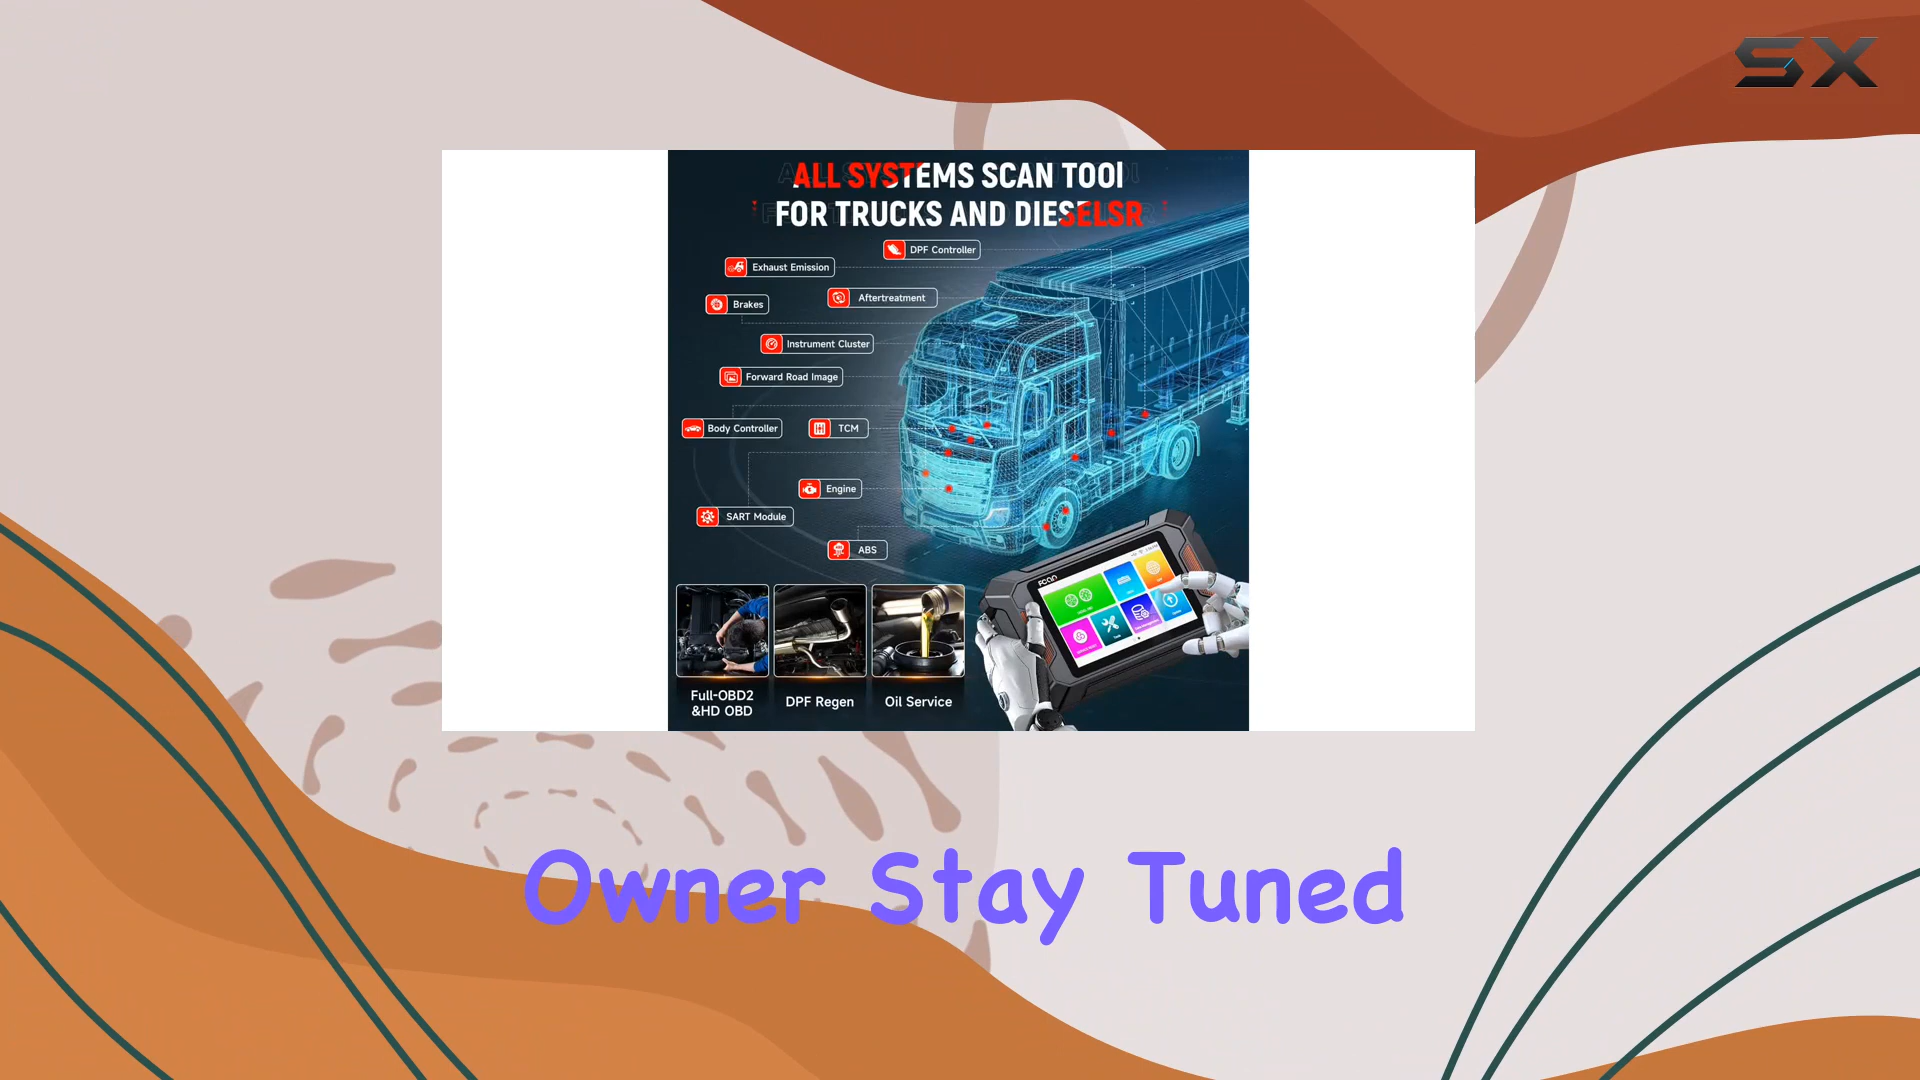 SX
ALL SYSTEMS SCAN TOOl
FOR TRUCKS AND DIESELSR
DPF Controller
Exhaust Emission
Aftertreatment
Brakes
Instrument Cluster
Forward Road Image
Body Controller
TCM
Engine
SART Module
ABS
FCAR
Full-OBD2
&HD OBD
DPF Regen
Oil Service
Owner Stay Tuned